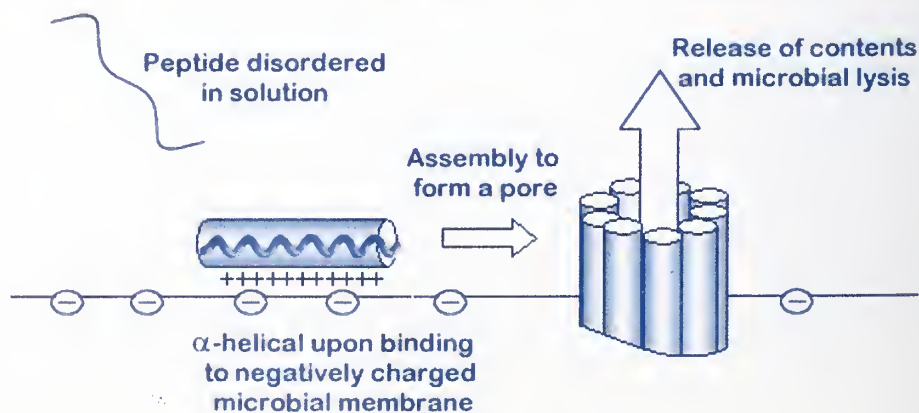 Peptide disordered
in solution
Release of contents
and microbial lysis
Assembly to
form a pore
+++ +++ +++ +++
− − − − − −
α-helical upon binding
to negatively charged
microbial membrane